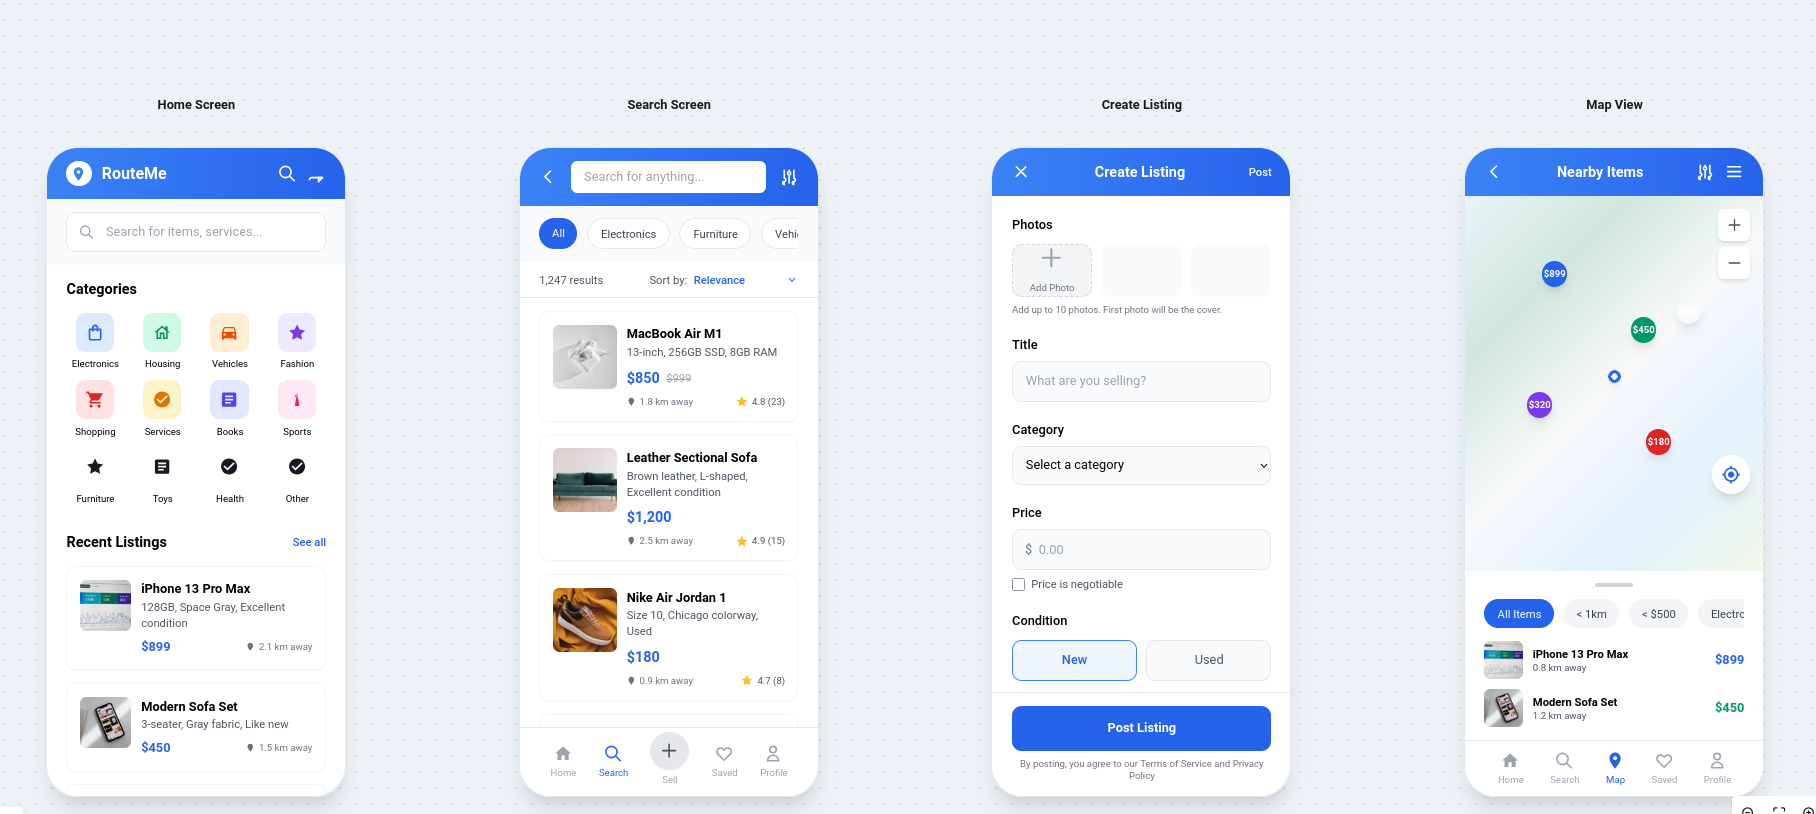 Home Screen
RouteMe
Search for items, services...
Categories
Electronics
Housing
Vehicles
Fashion
Shopping
Services
Books
Sports
Furniture
Toys
Health
Other
Recent Listings
See all
iPhone 13 Pro Max
128GB, Space Gray, Excellent
condition
$899
2.1 km away
Modern Sofa Set
3-seater, Gray fabric, Like new
$450
1.5 km away
Search Screen
Search for anything...
All
Electronics
Furniture
Vehi
1,247 results
Sort by: Relevance
MacBook Air M1
13-inch, 256GB SSD, 8GB RAM
$850 $999
1.8 km away
4.8 (23)
Leather Sectional Sofa
Brown leather, L-shaped,
Excellent condition
$1,200
2.5 km away
4.9 (15)
Nike Air Jordan 1
Size 10, Chicago colorway,
Used
$180
0.9 km away
4.7 (8)
Home
Search
Sell
Saved
Profile
Create Listing
Create Listing
Post
Photos
Add Photo
Add up to 10 photos. First photo will be the cover.
Title
What are you selling?
Category
Select a category
Price
$ 0.00
Price is negotiable
Condition
New
Used
Post Listing
By posting, you agree to our Terms of Service and Privacy
Policy
Map View
Nearby Items
$899
$450
$320
$180
All Items
< 1km
< $500
Electro
iPhone 13 Pro Max
0.8 km away
$899
Modern Sofa Set
1.2 km away
$450
Home
Search
Map
Saved
Profile